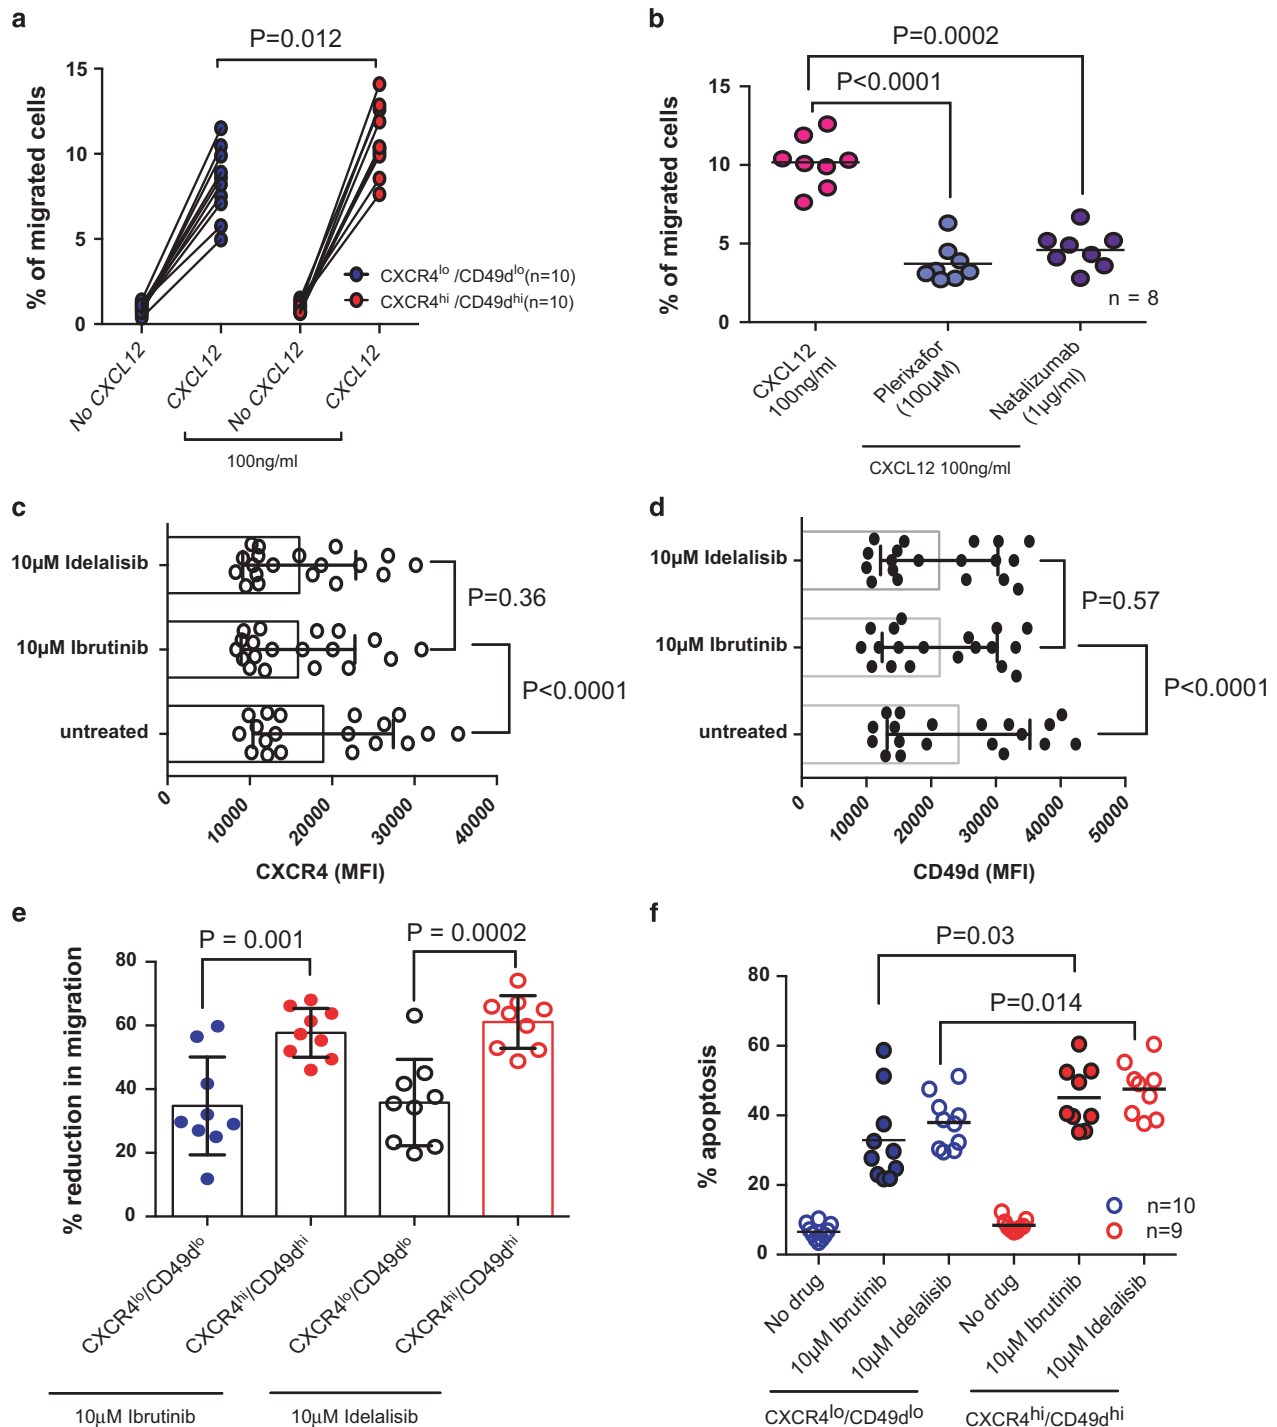 a
P=0.012
% of migrated cells
15
10
5
0
CXCR4lo /CD49dlo(n=10)
CXCR4hi /CD49dhi(n=10)
No CXCL12
CXCL12
No CXCL12
CXCL12
100ng/ml
b
P=0.0002
P<0.0001
% of migrated cells
15
10
5
0
n = 8
CXCL12
100ng/ml
Plerixafor
(100µM)
Natalizumab
(1µg/ml)
CXCL12 100ng/ml
c
10µM Idelalisib
10µM Ibrutinib
untreated
P=0.36
P<0.0001
0
10000
20000
30000
40000
CXCR4 (MFI)
d
10µM Idelalisib
10µM Ibrutinib
untreated
P=0.57
P<0.0001
0
10000
20000
30000
40000
50000
CD49d (MFI)
e
P = 0.001
P = 0.0002
% reduction in migration
80
60
40
20
0
CXCR4lo/CD49dlo
CXCR4hi/CD49dhi
CXCR4lo/CD49dlo
CXCR4hi/CD49dhi
10µM Ibrutinib
10µM Idelalisib
f
P=0.03
P=0.014
% apoptosis
80
60
40
20
0
n=10
n=9
No drug
10µM Ibrutinib
10µM Idelalisib
No drug
10µM Ibrutinib
10µM Idelalisib
CXCR4lo/CD49dlo
CXCR4hi/CD49dhi